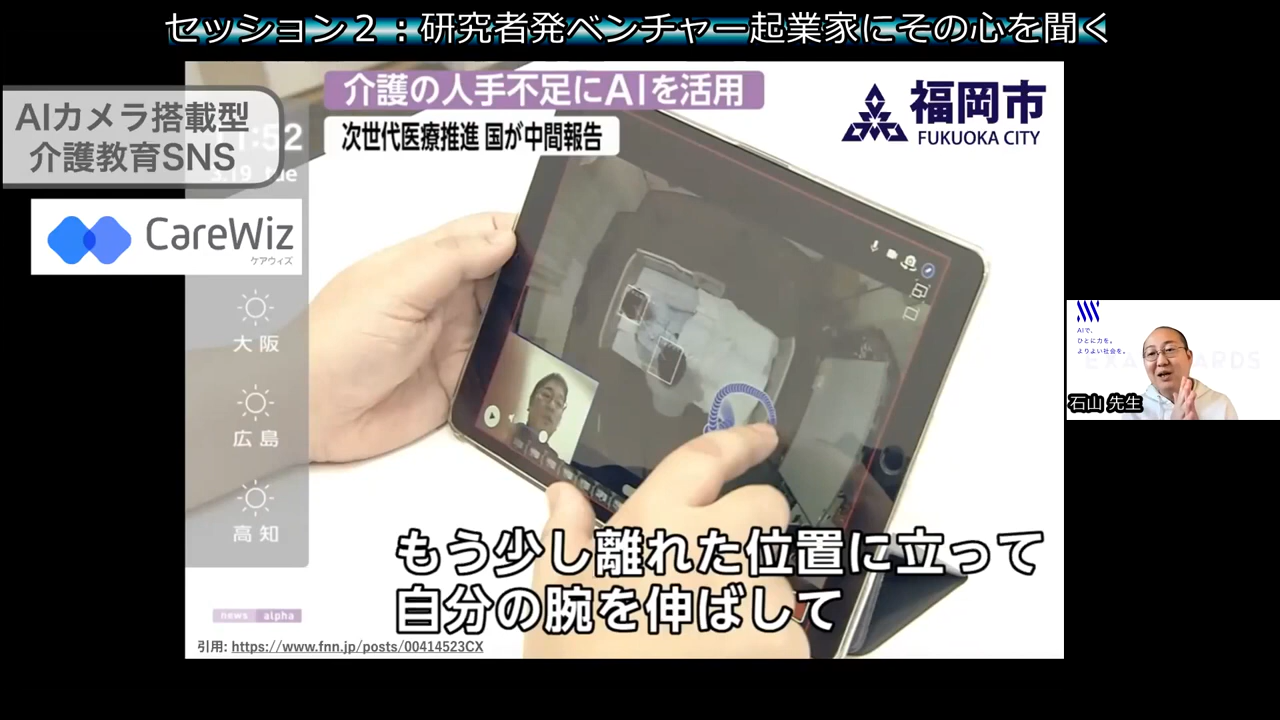 セッション２：研究者発ベンチャー起業家にその心を聞く
介護の人手不足にAIを活用
次世代医療推進 国が中間報告
福岡市
FUKUOKA CITY
AIカメラ搭載型
介護教育SNS
:52
5.19 tue
CareWiz
ケアウィズ
大阪
広島
高知
news alpha
もう少し離れた位置に立って
自分の腕を伸ばして
引用: https://www.fnn.jp/posts/00414523CX
AIで、
ひとに力を。
よりよい社会を。
石山 先生